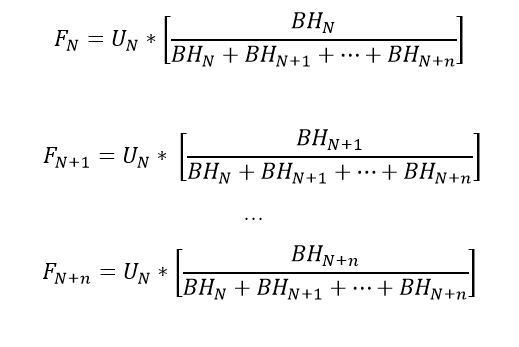 F_N = U_N * [BH_N / (BH_N + BH_{N+1} + ⋯ + BH_{N+n})]
F_{N+1} = U_N * [BH_{N+1} / (BH_N + BH_{N+1} + ⋯ + BH_{N+n})]
…
F_{N+n} = U_N * [BH_{N+n} / (BH_N + BH_{N+1} + ⋯ + BH_{N+n})]